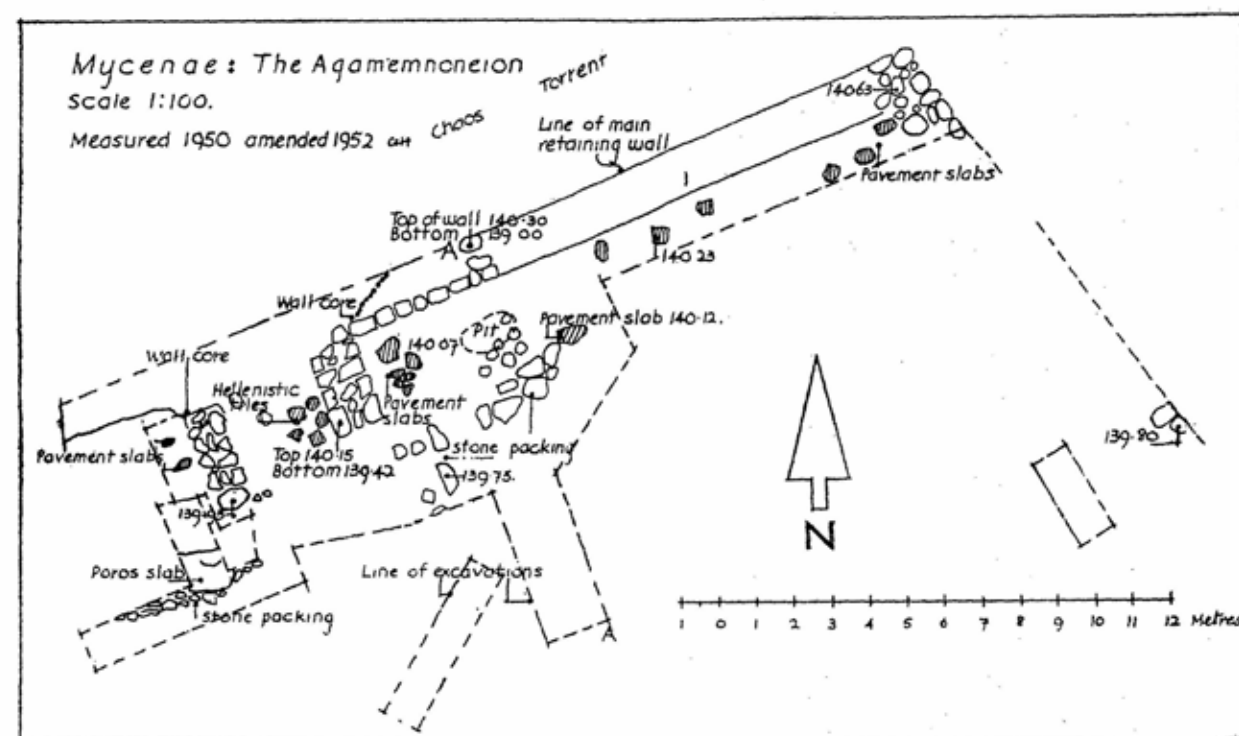 Mycenae: The Agamemnoneion
Scale 1:100.
Measured 1950 amended 1952
Chaos Torrent
Line of main
retaining wall
14063
Pavement slabs
1
Top of wall 140·30
Bottom 139 00
A
140 23
Wall core
Pit
Pavement slab 140·12.
140 07
Wall core
Hellenistic
tiles
Pavement
slabs
Pavement slabs
Top 140·15
Bottom 139·42
stone packing
139 75.
139·80
N
Poros slab
Line of excavations
stone packing
A
1 0 1 2 3 4 5 6 7 8 9 10 11 12 Metres